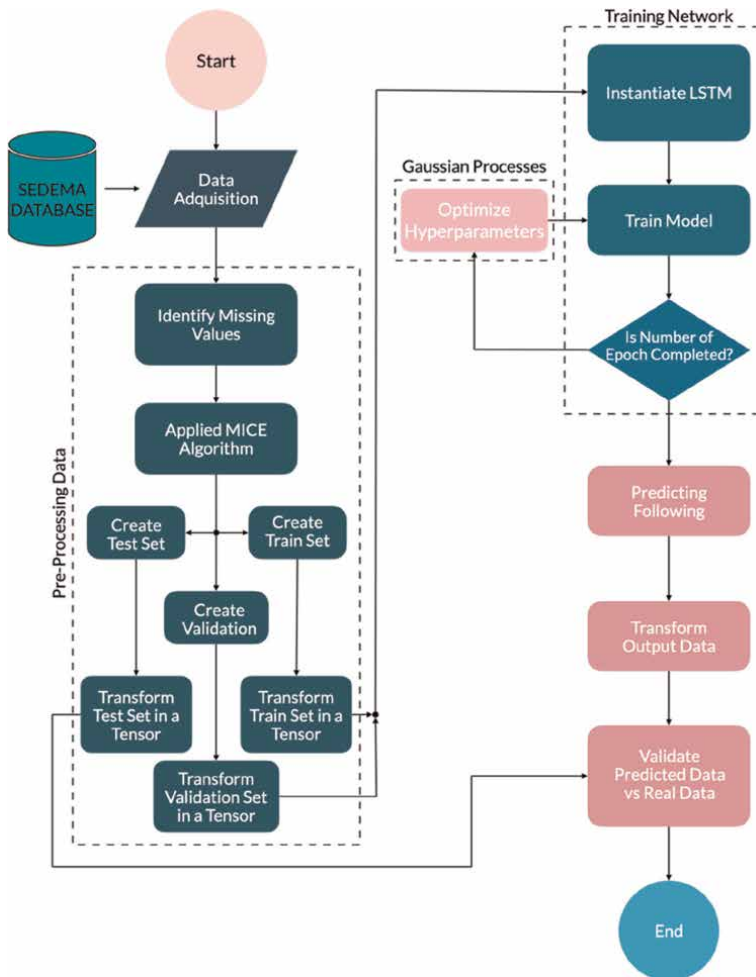 Start
SEDEMA
DATABASE
Data
Adquisition
Pre-Processing Data
Identify Missing
Values
Applied MICE
Algorithm
Create
Test Set
Create
Train Set
Create
Validation
Transform
Test Set in a
Tensor
Transform
Train Set in a
Tensor
Transform
Validation Set
in a Tensor
Training Network
Instantiate LSTM
Gaussian Processes
Optimize
Hyperparameters
Train Model
Is Number of
Epoch Completed?
Predicting
Following
Transform
Output Data
Validate
Predicted Data
vs Real Data
End